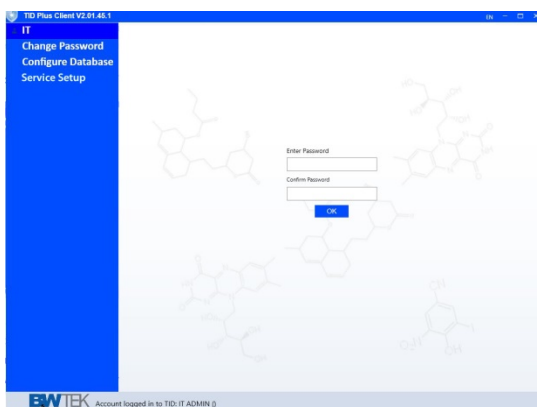 TID Plus Client V2.01.45.1
EN
IT
Change Password
Configure Database
Service Setup
Enter Password
Confirm Password
OK
BWTEK
Account logged in to TID: IT ADMIN ()